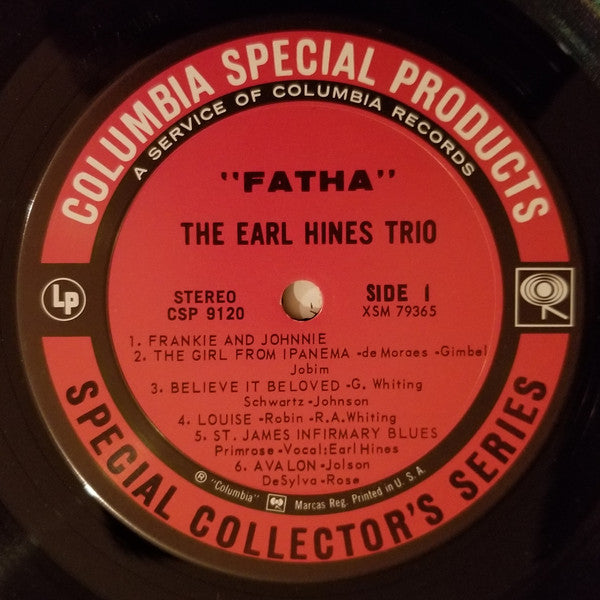 COLUMBIA SPECIAL PRODUCTS
A SERVICE OF COLUMBIA RECORDS
"FATHA"
THE EARL HINES TRIO
Lp
STEREO
CSP 9120
SIDE 1
XSM 79365
1. FRANKIE AND JOHNNIE
2. THE GIRL FROM IPANEMA -de Moraes -Gimbel
Jobim
3. BELIEVE IT BELOVED -G. Whiting
Schwartz -Johnson
4. LOUISE -Robin -R.A.Whiting
5. ST. JAMES INFIRMARY BLUES
Primrose -Vocal:Earl Hines
6. AVALON -Jolson
DeSylva -Rose
® "Columbia" Marcas Reg. Printed in U. S. A.
SPECIAL COLLECTOR'S SERIES